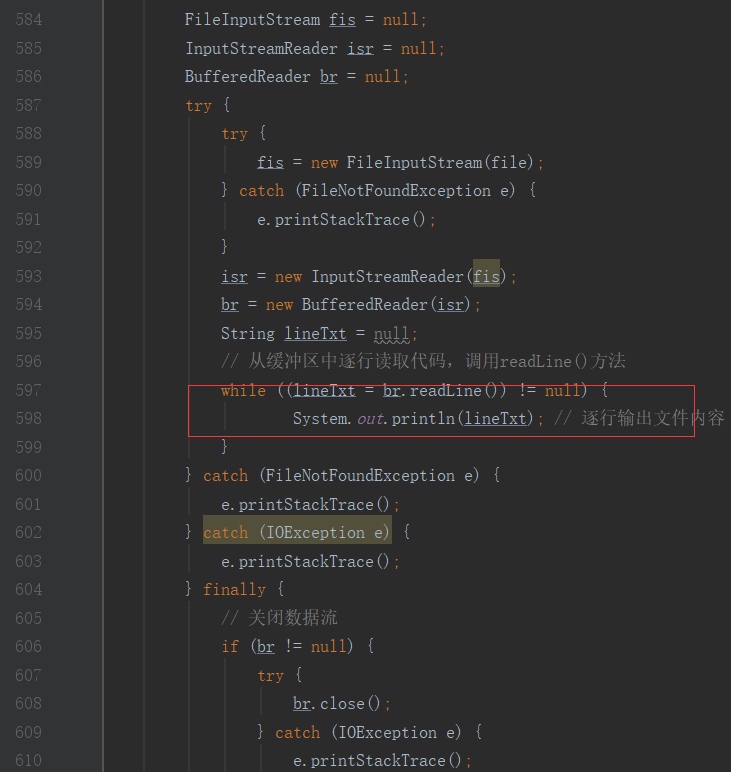 584 FileInputStream fis = null;
585 InputStreamReader isr = null;
586 BufferedReader br = null;
587 try {
588 try {
589 fis = new FileInputStream(file);
590 } catch (FileNotFoundException e) {
591 e.printStackTrace();
592 }
593 isr = new InputStreamReader(fis);
594 br = new BufferedReader(isr);
595 String lineTxt = null;
596 // 从缓冲区中逐行读取代码，调用readLine()方法
597 while ((lineTxt = br.readLine()) != null) {
598 System.out.println(lineTxt); // 逐行输出文件内容
599 }
600 } catch (FileNotFoundException e) {
601 e.printStackTrace();
602 } catch (IOException e) {
603 e.printStackTrace();
604 } finally {
605 // 关闭数据流
606 if (br != null) {
607 try {
608 br.close();
609 } catch (IOException e) {
610 e.printStackTrace();